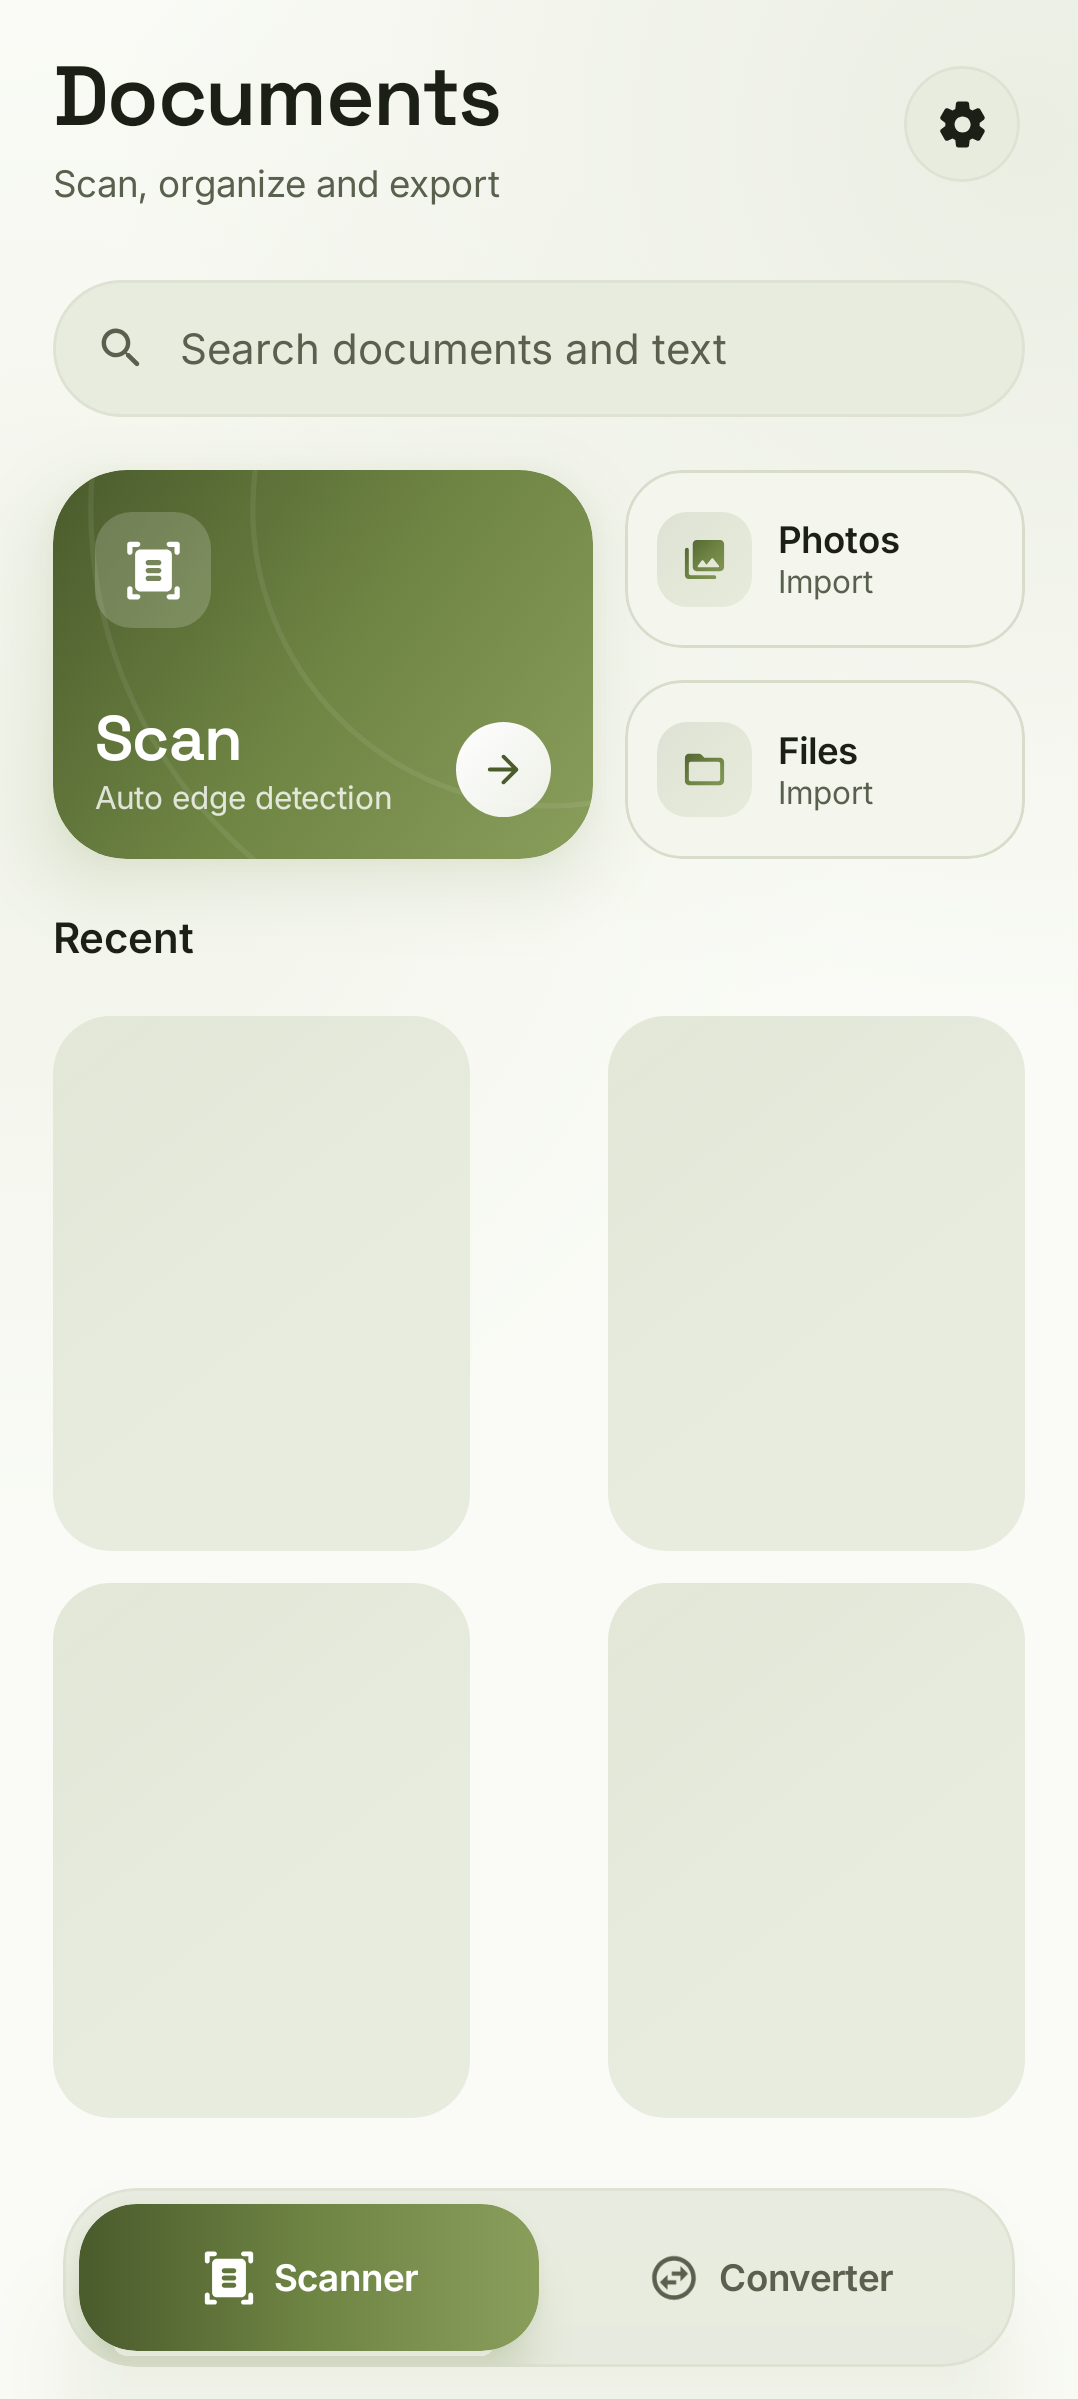 Documents
Scan, organize and export
Search documents and text
Scan
Auto edge detection
Photos
Import
Files
Import
Recent
Scanner
Converter